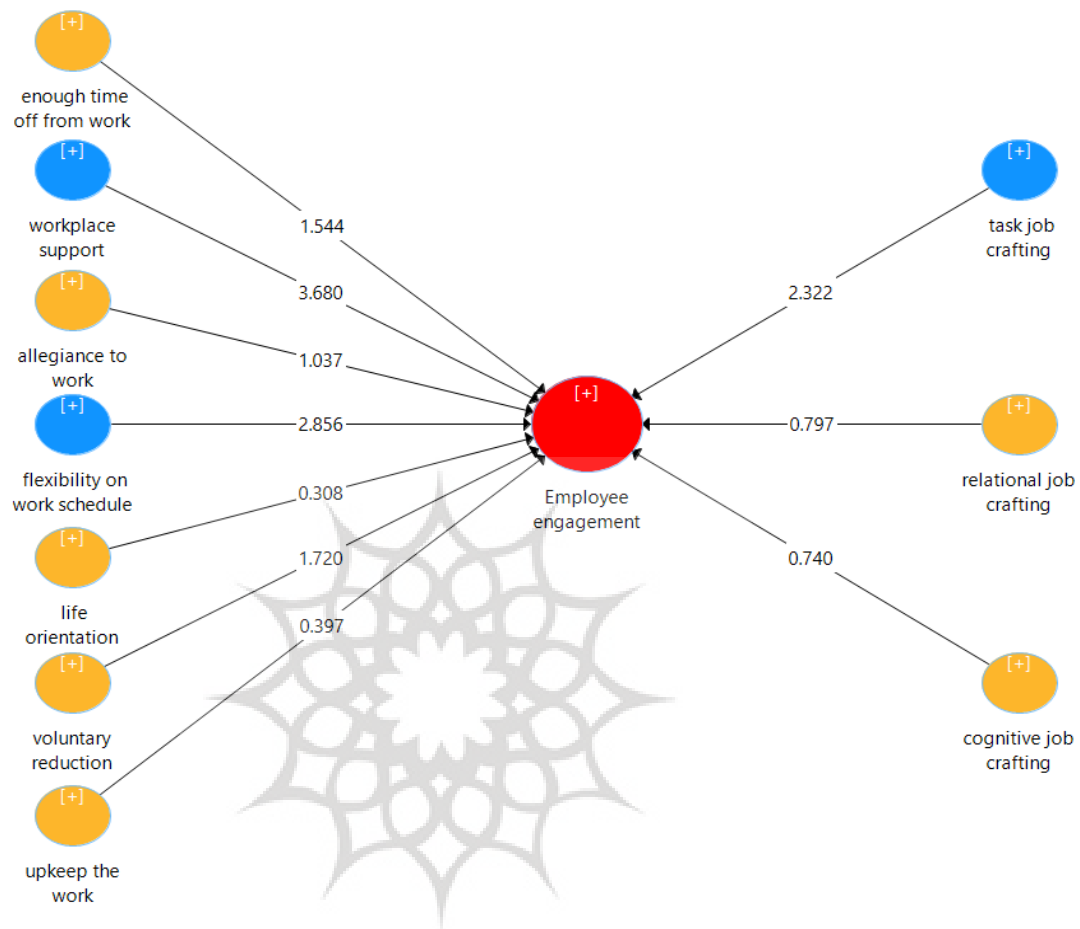 [+]
enough time
off from work
[+]
workplace
support
[+]
allegiance to
work
[+]
flexibility on
work schedule
[+]
life
orientation
[+]
voluntary
reduction
[+]
upkeep the
work
1.544
3.680
1.037
2.856
0.308
1.720
0.397
[+]
Employee
engagement
2.322
0.797
0.740
[+]
task job
crafting
[+]
relational job
crafting
[+]
cognitive job
crafting